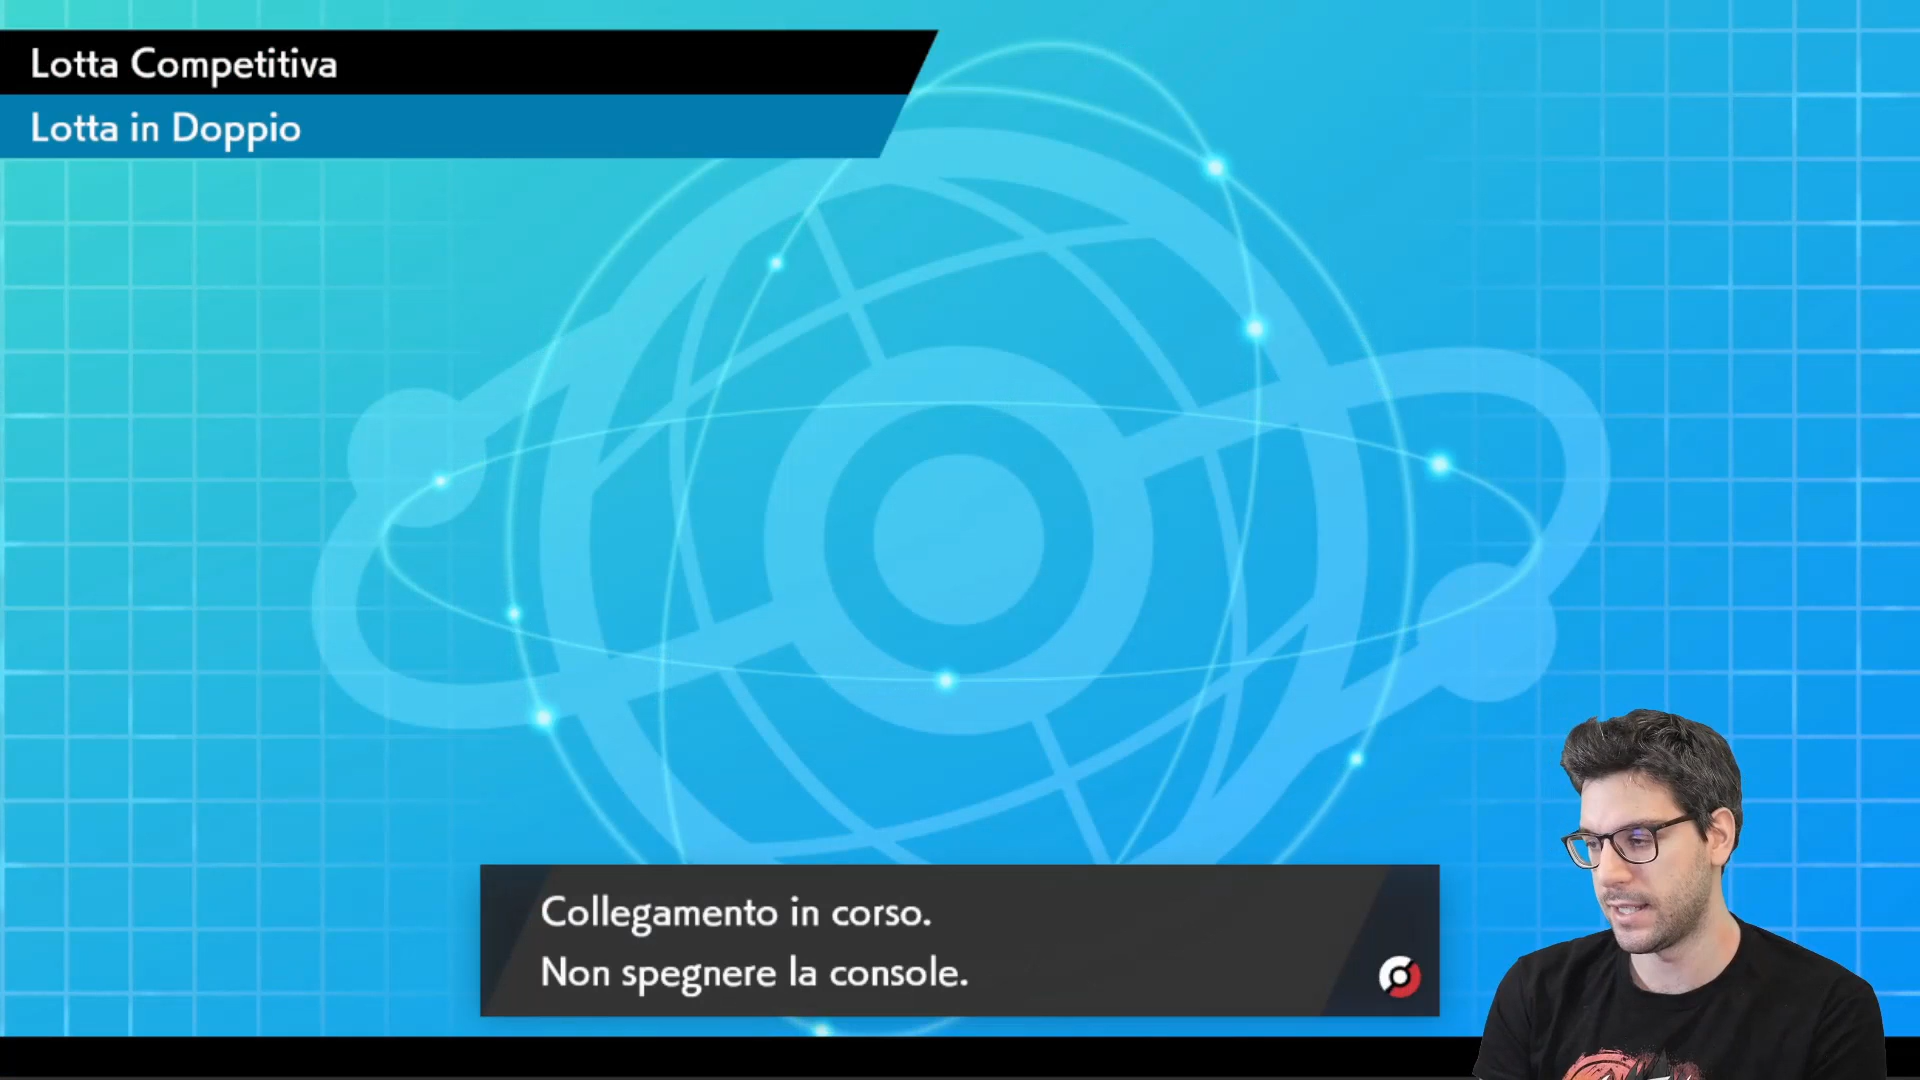 Lotta Competitiva
Lotta in Doppio
Collegamento in corso.
Non spegnere la console.